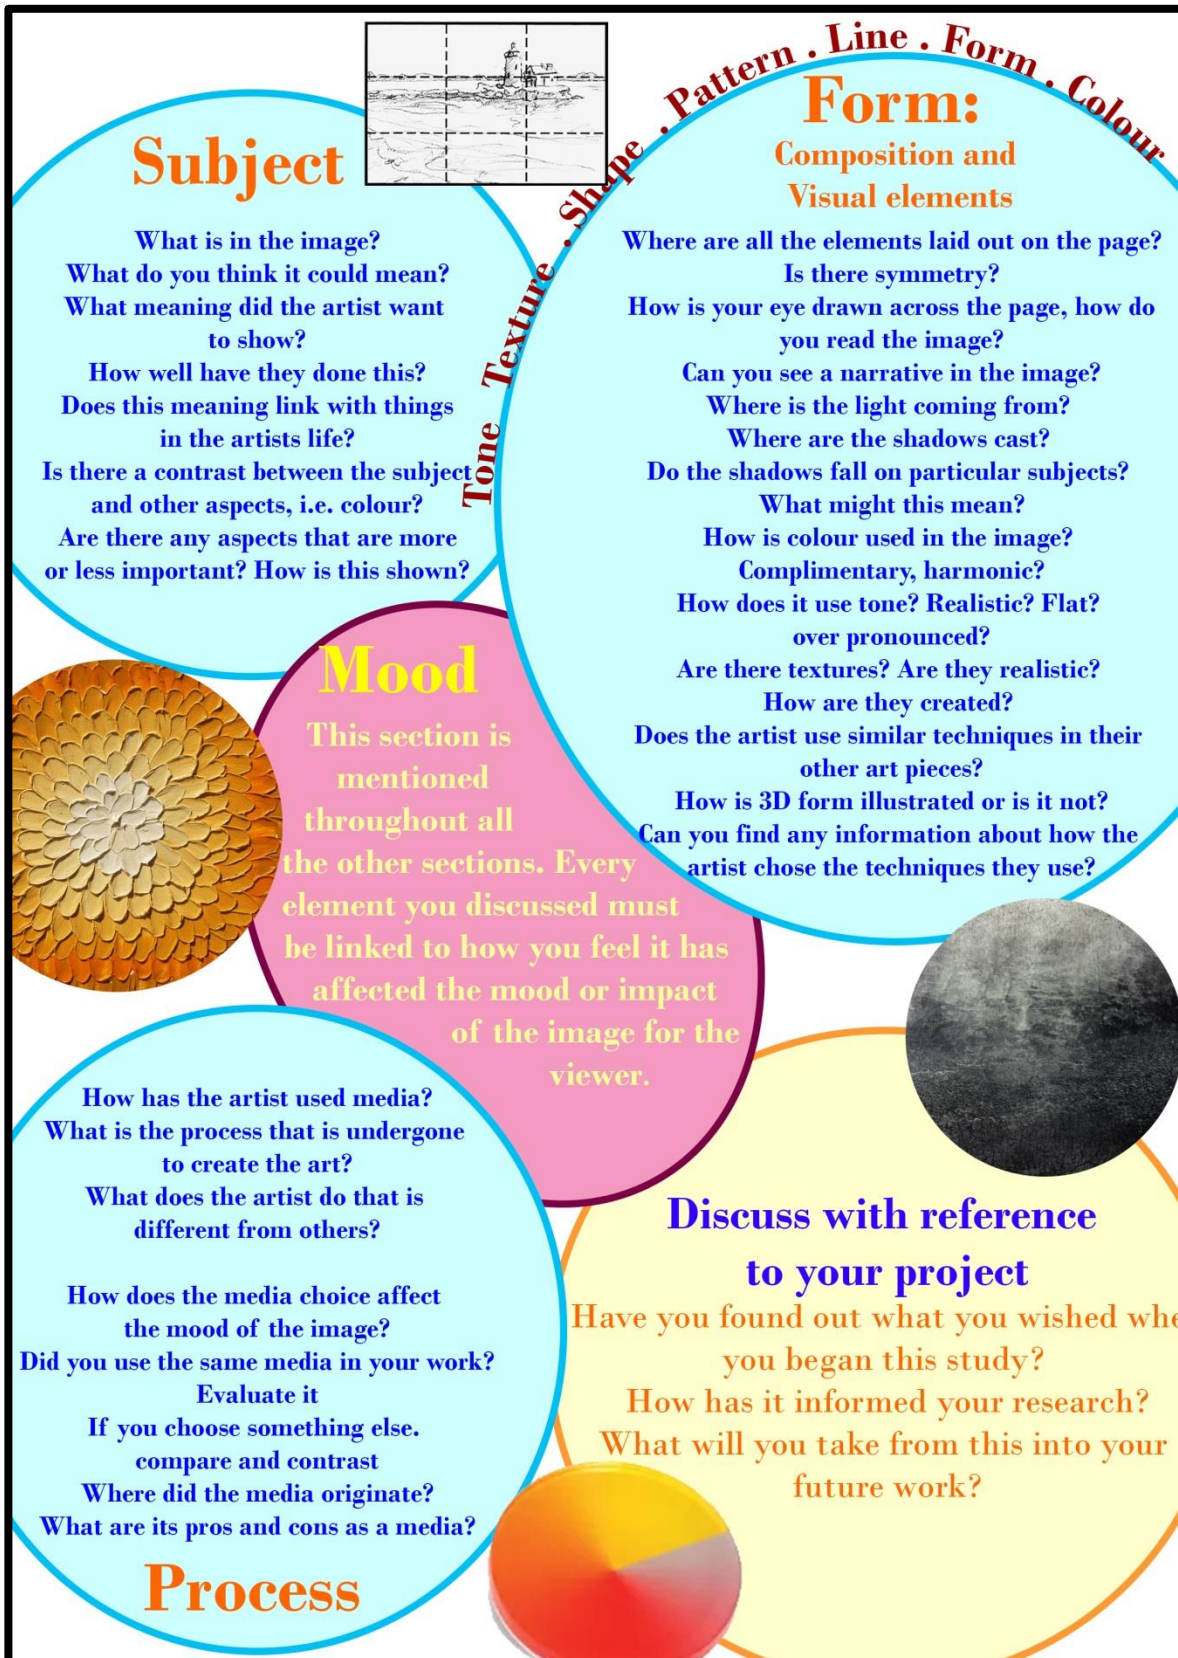 Tone Texture . Shape . Pattern . Line . Form . Colour
Subject
What is in the image?
What do you think it could mean?
What meaning did the artist want
to show?
How well have they done this?
Does this meaning link with things
in the artists life?
Is there a contrast between the subject
and other aspects, i.e. colour?
Are there any aspects that are more
or less important? How is this shown?
Form:
Composition and
Visual elements
Where are all the elements laid out on the page?
Is there symmetry?
How is your eye drawn across the page, how do
you read the image?
Can you see a narrative in the image?
Where is the light coming from?
Where are the shadows cast?
Do the shadows fall on particular subjects?
What might this mean?
How is colour used in the image?
Complimentary, harmonic?
How does it use tone? Realistic? Flat?
over pronounced?
Are there textures? Are they realistic?
How are they created?
Does the artist use similar techniques in their
other art pieces?
How is 3D form illustrated or is it not?
Can you find any information about how the
artist chose the techniques they use?
Mood
This section is
mentioned
throughout all
the other sections. Every
element you discussed must
be linked to how you feel it has
affected the mood or impact
of the image for the
viewer.
How has the artist used media?
What is the process that is undergone
to create the art?
What does the artist do that is
different from others?
How does the media choice affect
the mood of the image?
Did you use the same media in your work?
Evaluate it
If you choose something else.
compare and contrast
Where did the media originate?
What are its pros and cons as a media?
Process
Discuss with reference
to your project
Have you found out what you wished whe
you began this study?
How has it informed your research?
What will you take from this into your
future work?